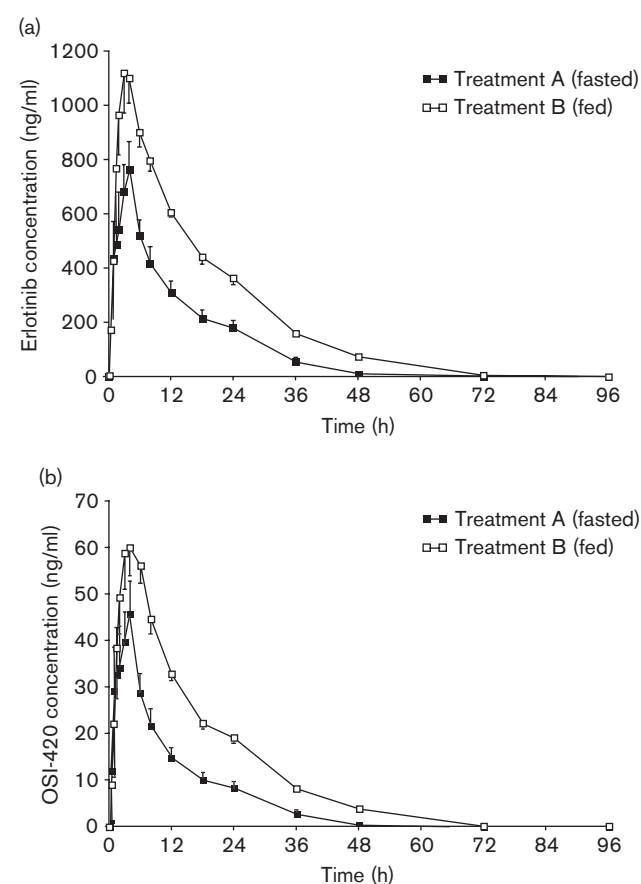 (a)
1200
1000
800
600
400
200
0
Erlotinib concentration (ng/ml)
Treatment A (fasted)
Treatment B (fed)
0 12 24 36 48 60 72 84 96
Time (h)
(b)
70
60
50
40
30
20
10
0
OSI-420 concentration (ng/ml)
Treatment A (fasted)
Treatment B (fed)
0 12 24 36 48 60 72 84 96
Time (h)